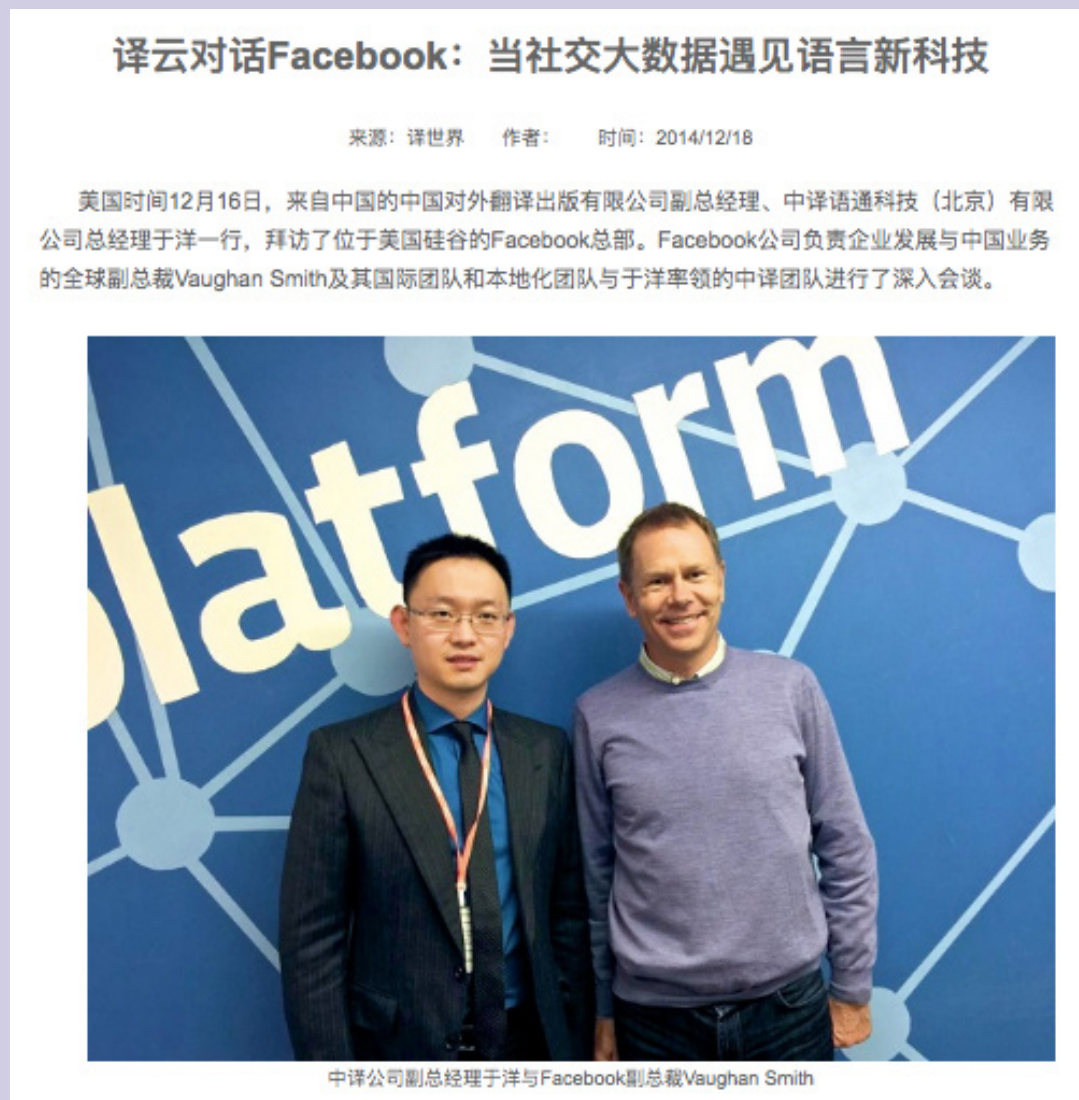 译云对话Facebook：当社交大数据遇见语言新科技
来源：译世界 作者： 时间：2014/12/18
美国时间12月16日，来自中国的中国对外翻译出版有限公司副总经理、中译语通科技（北京）有限
公司总经理于洋一行，拜访了位于美国硅谷的Facebook总部。Facebook公司负责企业发展与中国业务
的全球副总裁Vaughan Smith及其国际团队和本地化团队与于洋率领的中译团队进行了深入会谈。
platform
中译公司副总经理于洋与Facebook副总裁Vaughan Smith